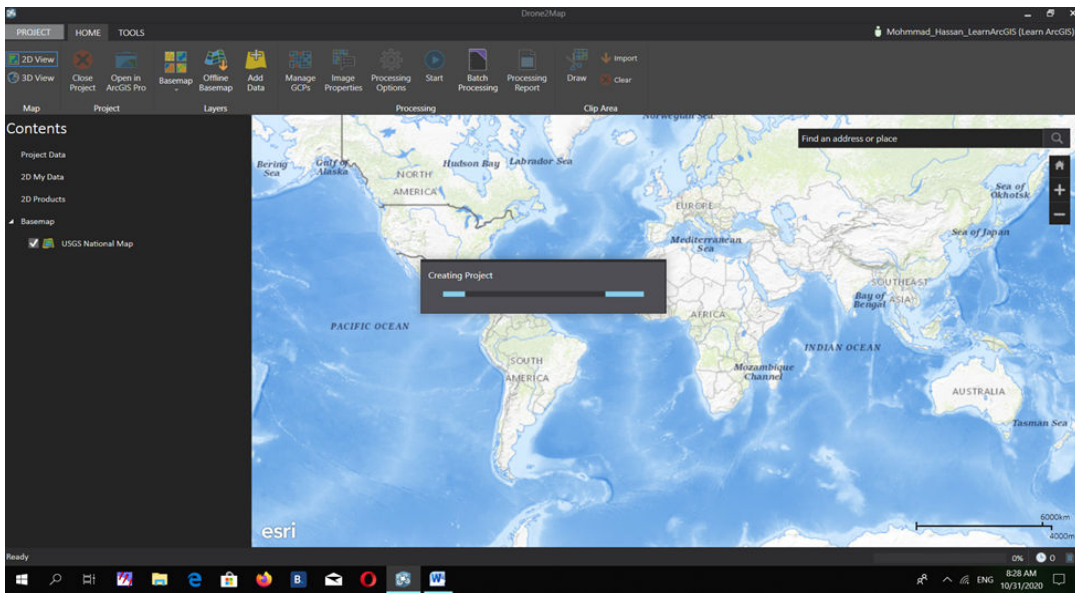 Drone2Map
PROJECT HOME TOOLS
Mohmmad_Hassan_LearnArcGIS (Learn ArcGIS)
2D View
3D View
Map
Close Project
Open in ArcGIS Pro
Project
Basemap
Offline Basemap
Add Data
Layers
Manage GCPs
Image Properties
Processing Options
Start
Batch Processing
Processing Report
Processing
Draw
Import
Clear
Clip Area
Contents
Project Data
2D My Data
2D Products
Basemap
USGS National Map
Find an address or place
Norwegian Sea
Bering Sea
Gulf of Alaska
Hudson Bay
Labrador Sea
NORTH AMERICA
EUROPE
Sea of Okhotsk
Sea of Japan
Mediterranean Sea
Creating Project
SOUTHEAST ASIA
Bay of Bengal
AFRICA
PACIFIC OCEAN
INDIAN OCEAN
SOUTH AMERICA
Mozambique Channel
AUSTRALIA
Tasman Sea
6000km
4000m
esri
Ready
0%
0
B.
W
ENG
8:28 AM
10/31/2020